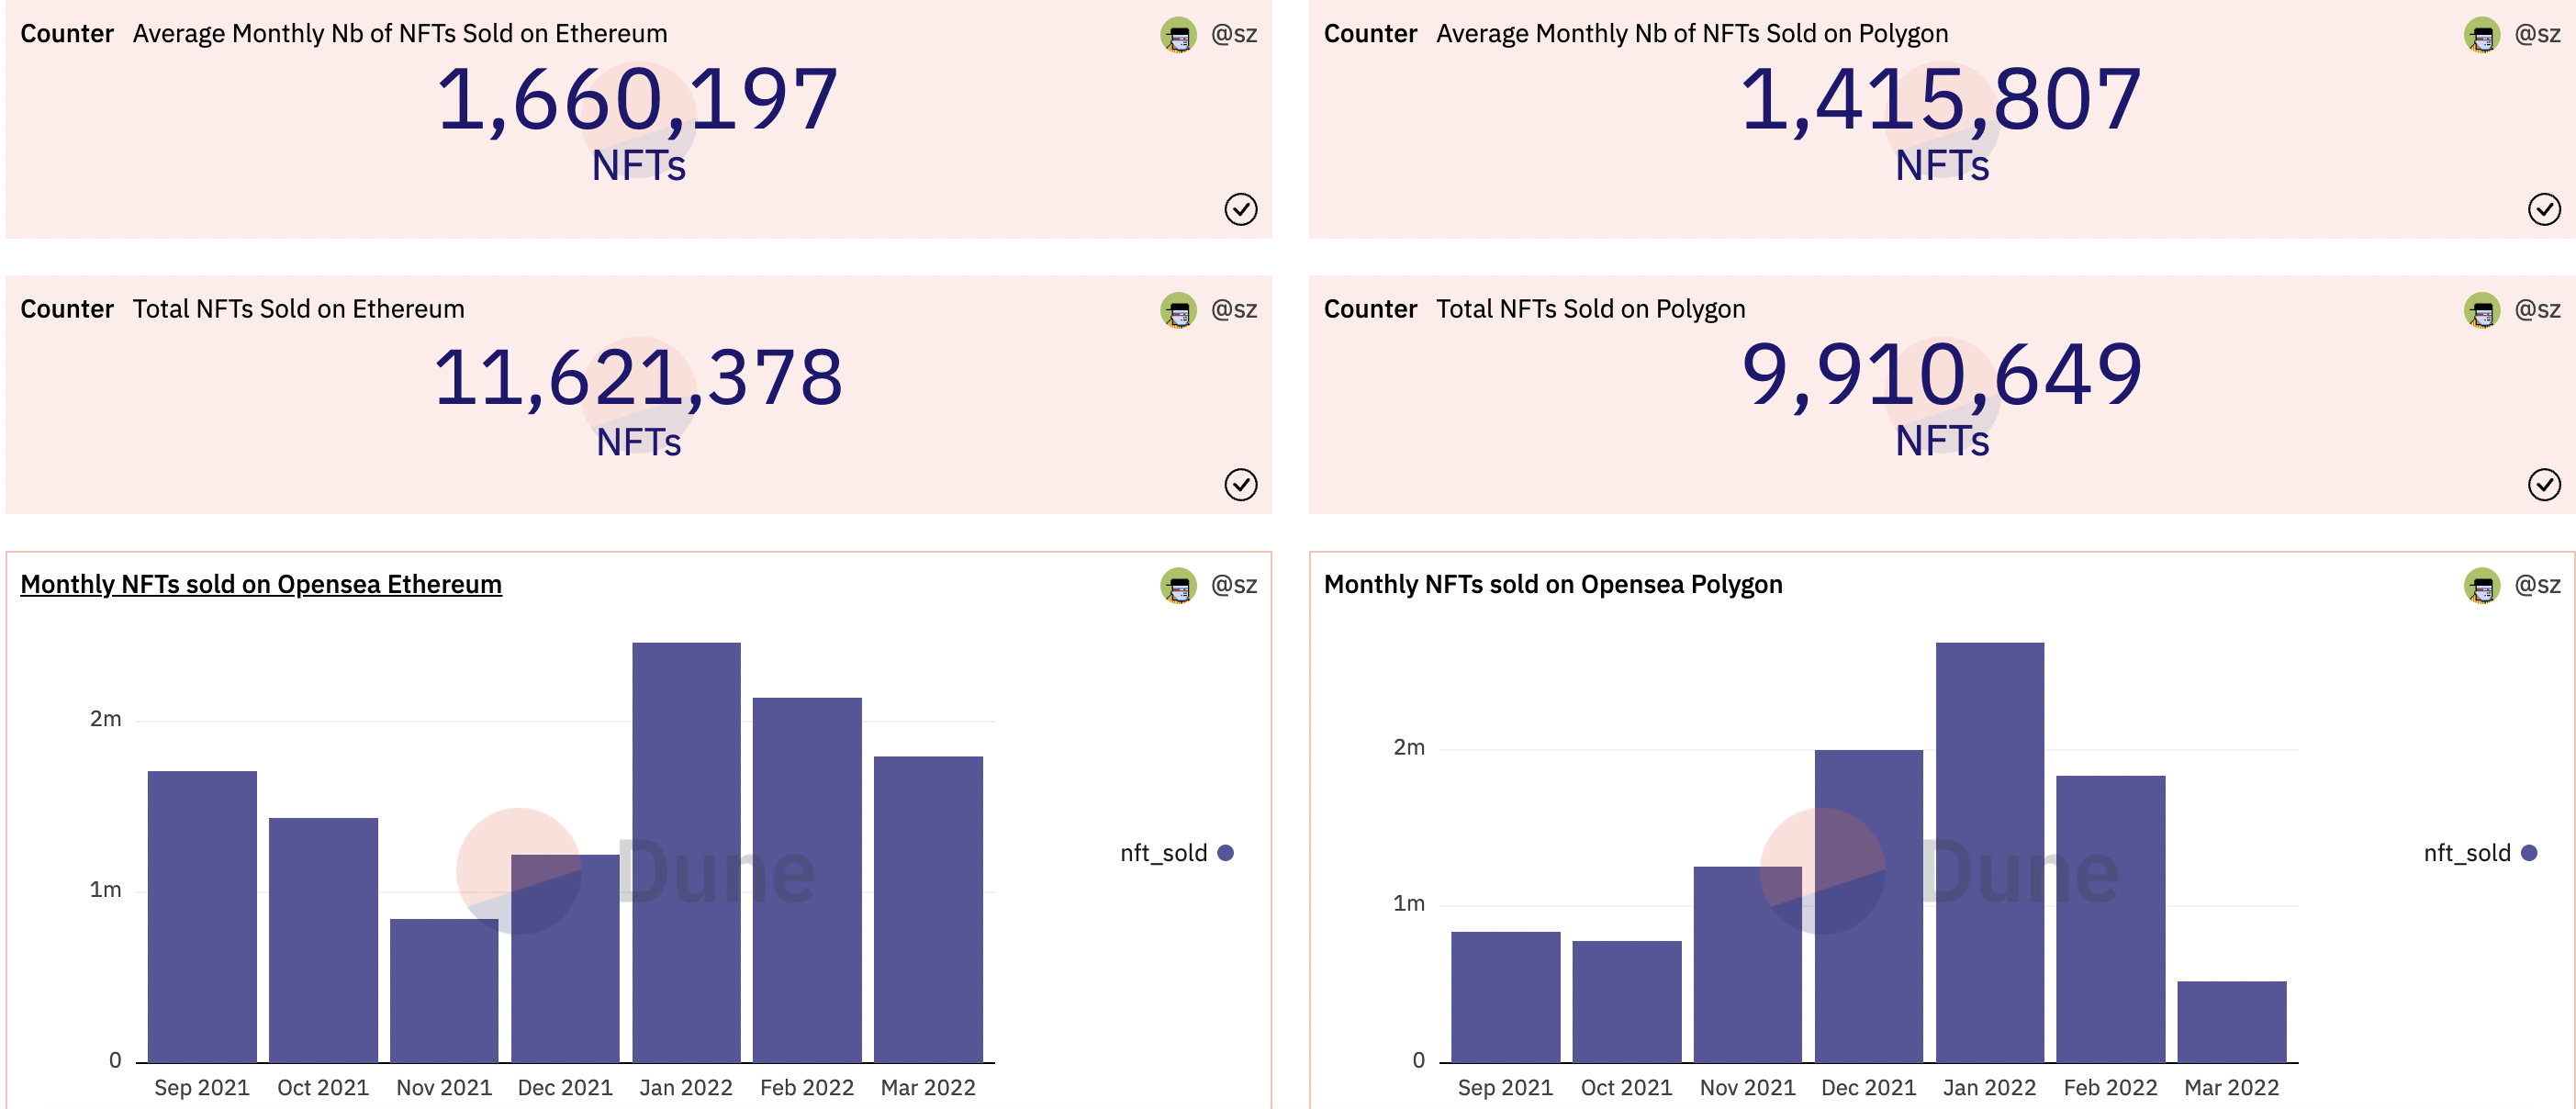 Counter Average Monthly Nb of NFTs Sold on Ethereum @sz
1,660,197
NFTs
Counter Average Monthly Nb of NFTs Sold on Polygon @sz
1,415,807
NFTs
Counter Total NFTs Sold on Ethereum @sz
11,621,378
NFTs
Counter Total NFTs Sold on Polygon @sz
9,910,649
NFTs
Monthly NFTs sold on Opensea Ethereum @sz
2m
1m
0
Dune
nft_sold
Sep 2021 Oct 2021 Nov 2021 Dec 2021 Jan 2022 Feb 2022 Mar 2022
Monthly NFTs sold on Opensea Polygon @sz
2m
1m
0
Dune
nft_sold
Sep 2021 Oct 2021 Nov 2021 Dec 2021 Jan 2022 Feb 2022 Mar 2022